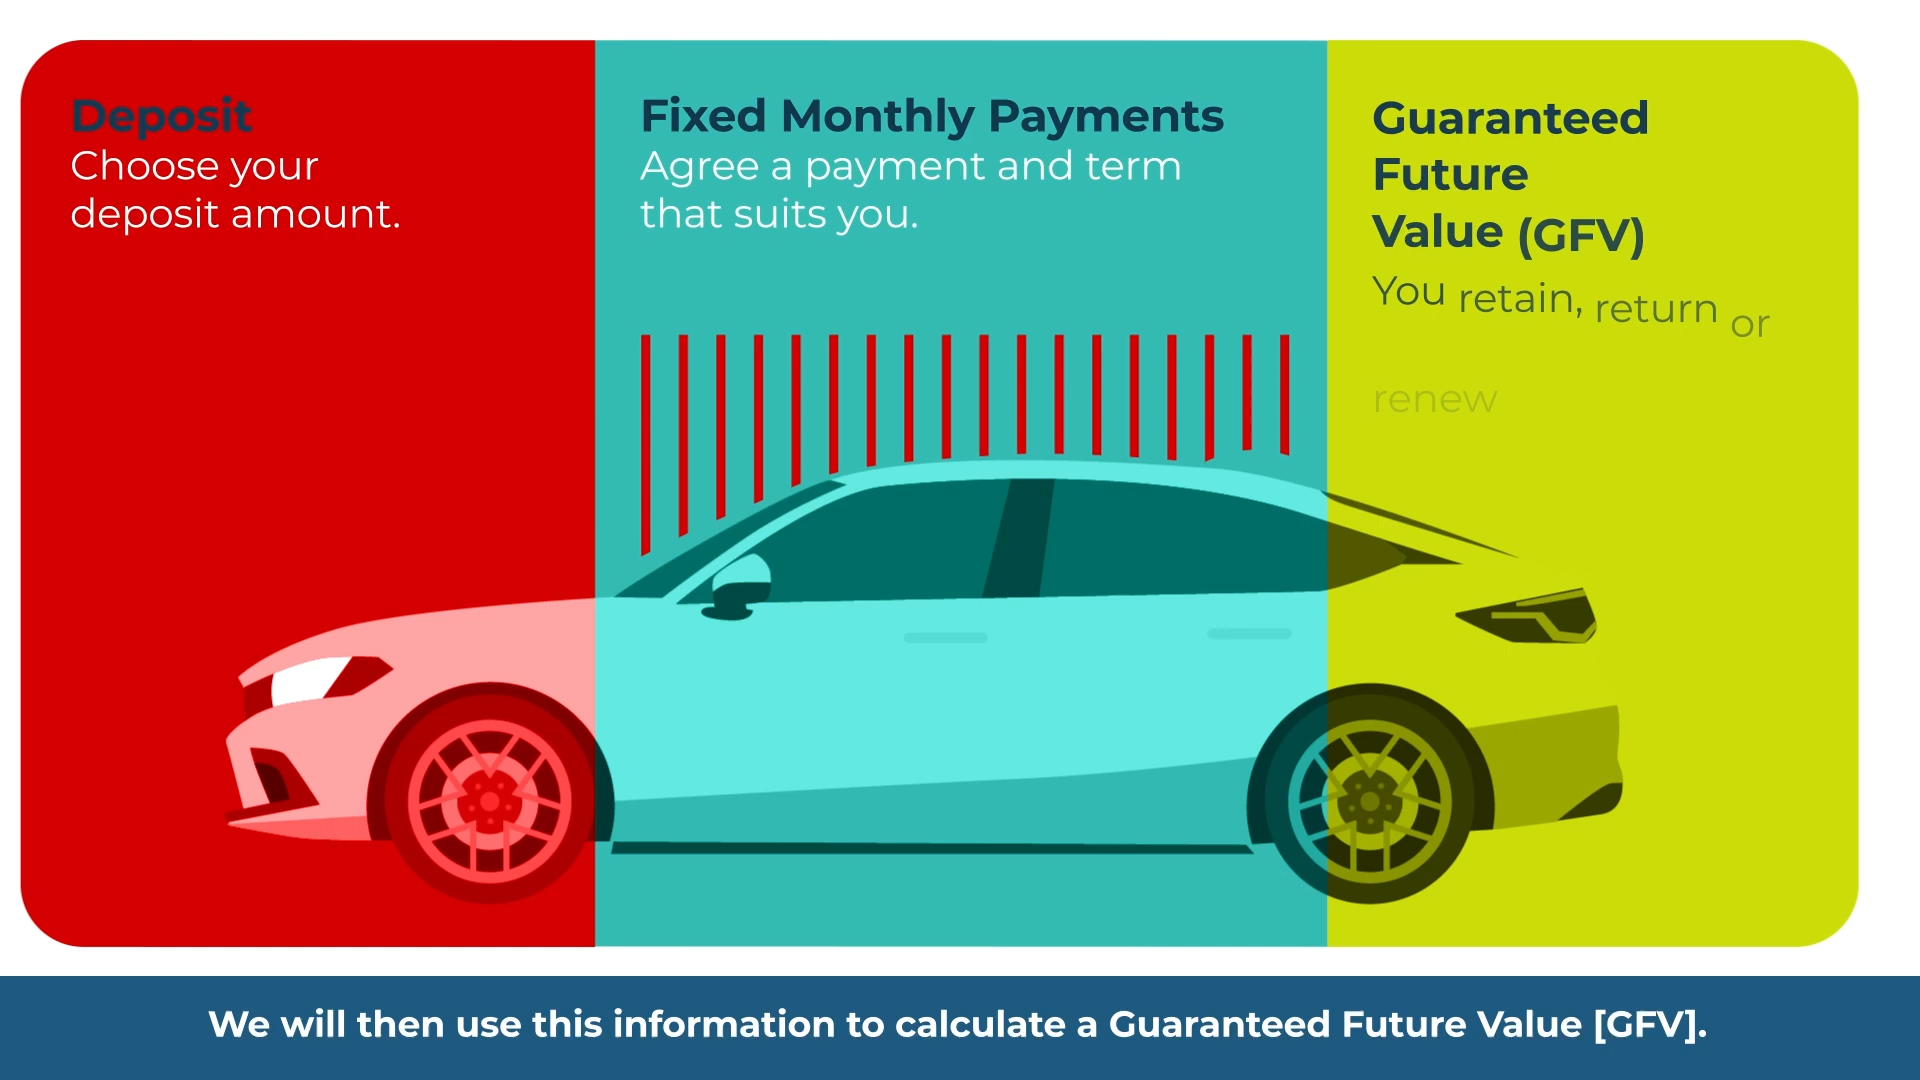 Deposit
Choose your
deposit amount.
Fixed Monthly Payments
Agree a payment and term
that suits you.
Guaranteed
Future
Value (GFV)
You retain, return or
renew
We will then use this information to calculate a Guaranteed Future Value [GFV].